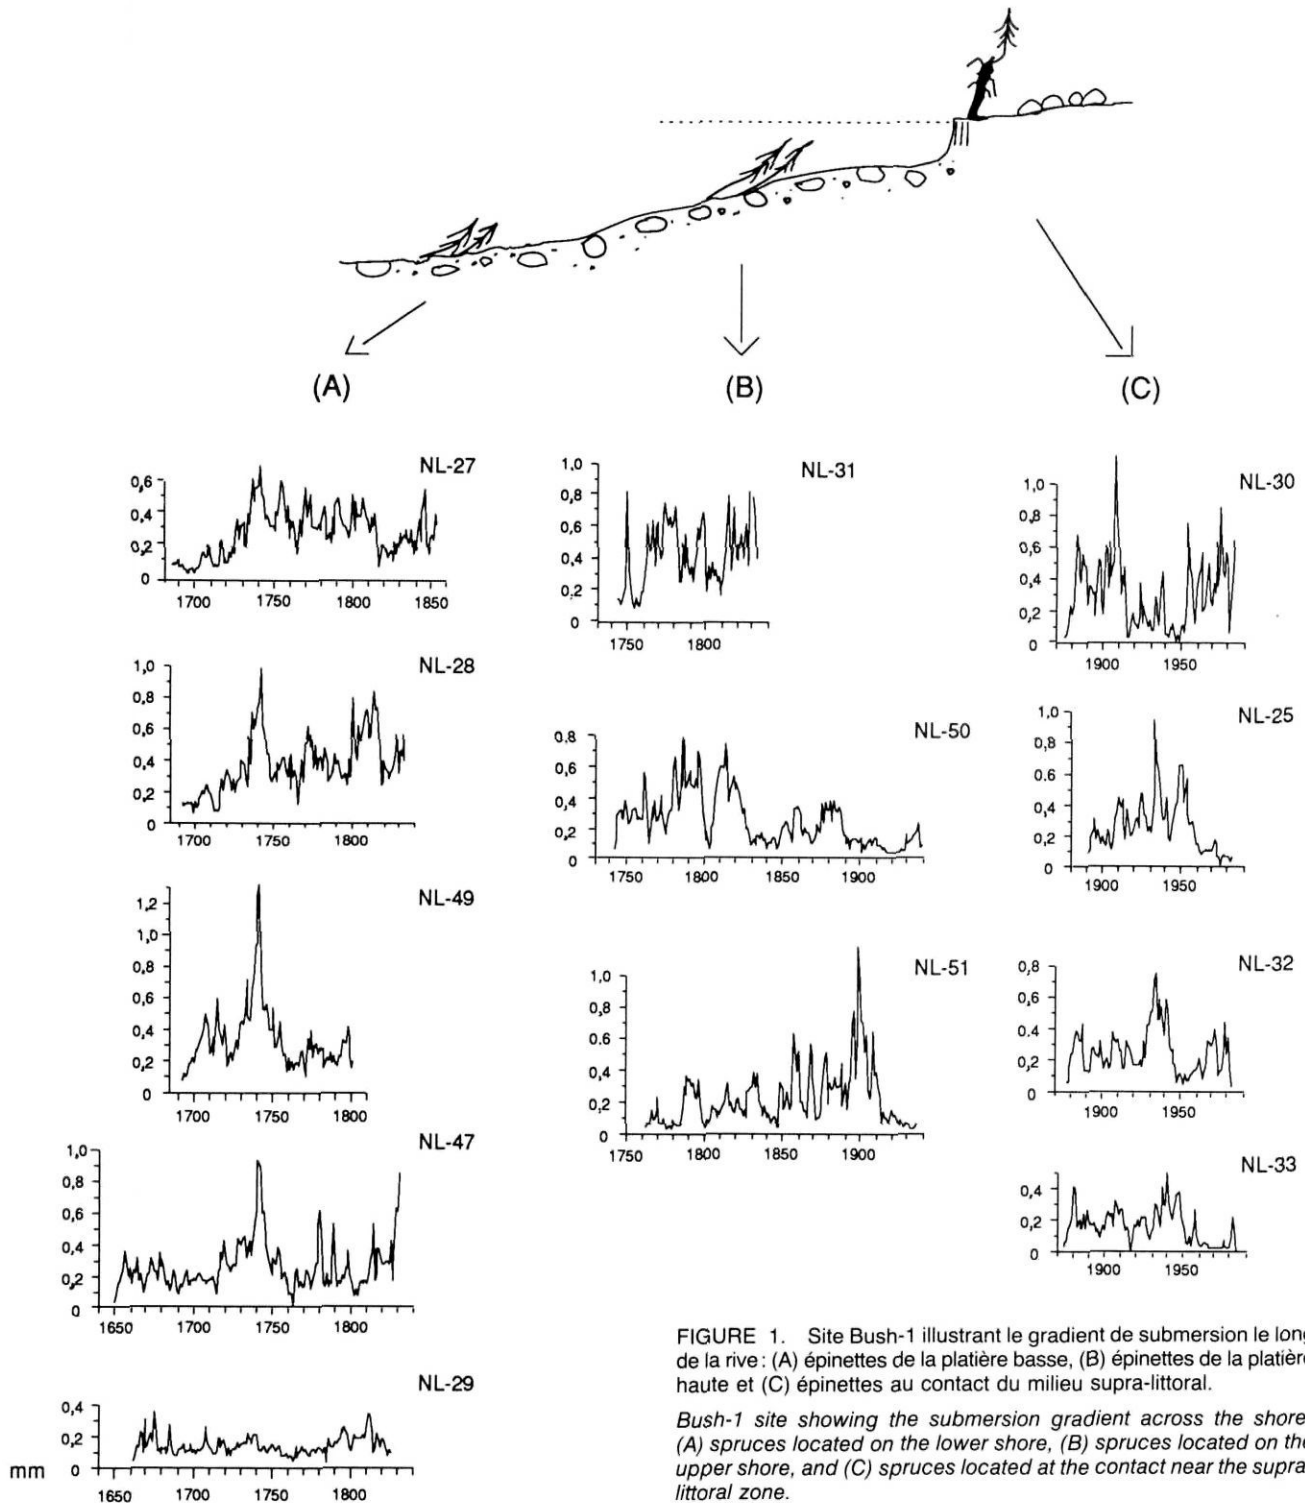 (A)
(B)
(C)
NL-27
0,6
0,4
0,2
0
1700 1750 1800 1850
NL-28
1,0
0,8
0,6
0,4
0,2
0
1700 1750 1800
NL-49
1,2
1,0
0,8
0,6
0,4
0,2
0
1700 1750 1800
NL-47
1,0
0,8
0,6
0,4
0,2
0
1650 1700 1750 1800
NL-29
0,4
0,2
0
mm
1650 1700 1750 1800
NL-31
1,0
0,8
0,6
0,4
0,2
0
1750 1800
NL-50
0,8
0,6
0,4
0,2
0
1750 1800 1850 1900
NL-51
1,0
0,8
0,6
0,4
0,2
0
1750 1800 1850 1900
NL-30
1,0
0,8
0,6
0,4
0,2
0
1900 1950
NL-25
1,0
0,8
0,6
0,4
0,2
0
1900 1950
NL-32
0,8
0,6
0,4
0,2
0
1900 1950
NL-33
0,4
0,2
0
1900 1950
FIGURE 1. Site Bush-1 illustrant le gradient de submersion le long
de la rive : (A) épinettes de la platière basse, (B) épinettes de la platière
haute et (C) épinettes au contact du milieu supra-littoral.
Bush-1 site showing the submersion gradient across the shore
(A) spruces located on the lower shore, (B) spruces located on the
upper shore, and (C) spruces located at the contact near the supra-
littoral zone.